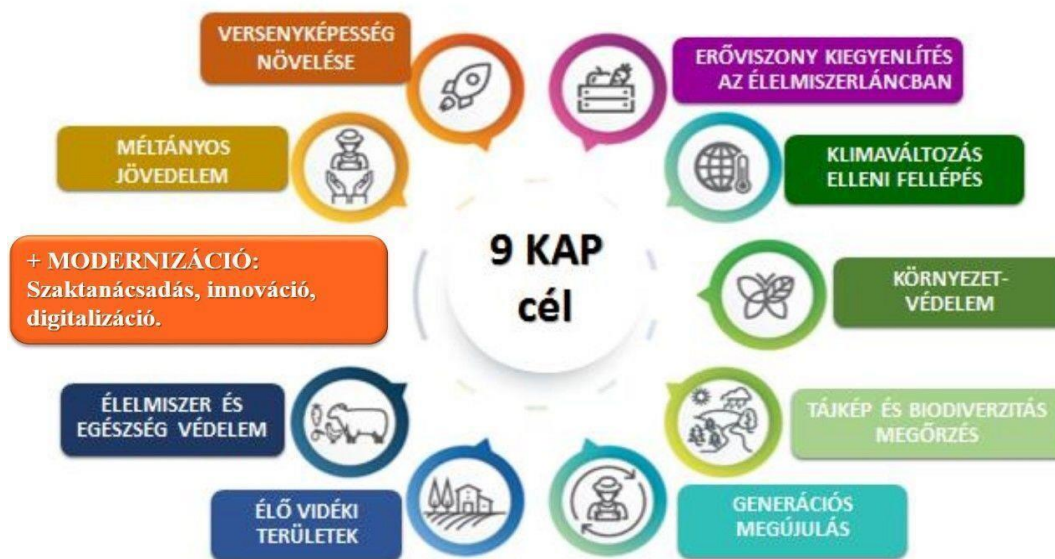 VERSENYKÉPESSÉG
NÖVELÉSE
ERŐVISZONY KIEGYENLÍTÉS
AZ ÉLELMISZERLÁNCBAN
MÉLTÁNYOS
JÖVEDELEM
KLIMAVÁLTOZÁS
ELLENI FELLÉPÉS
+ MODERNIZÁCIÓ:
Szaktanácsadás, innováció,
digitalizáció.
9 KAP
cél
KÖRNYEZET-
VÉDELEM
ÉLELMISZER ÉS
EGÉSZSÉG VÉDELEM
TÁJKÉP ÉS BIODIVERZITÁS
MEGŐRZÉS
ÉLŐ VIDÉKI
TERÜLETEK
GENERÁCIÓS
MEGÚJULÁS